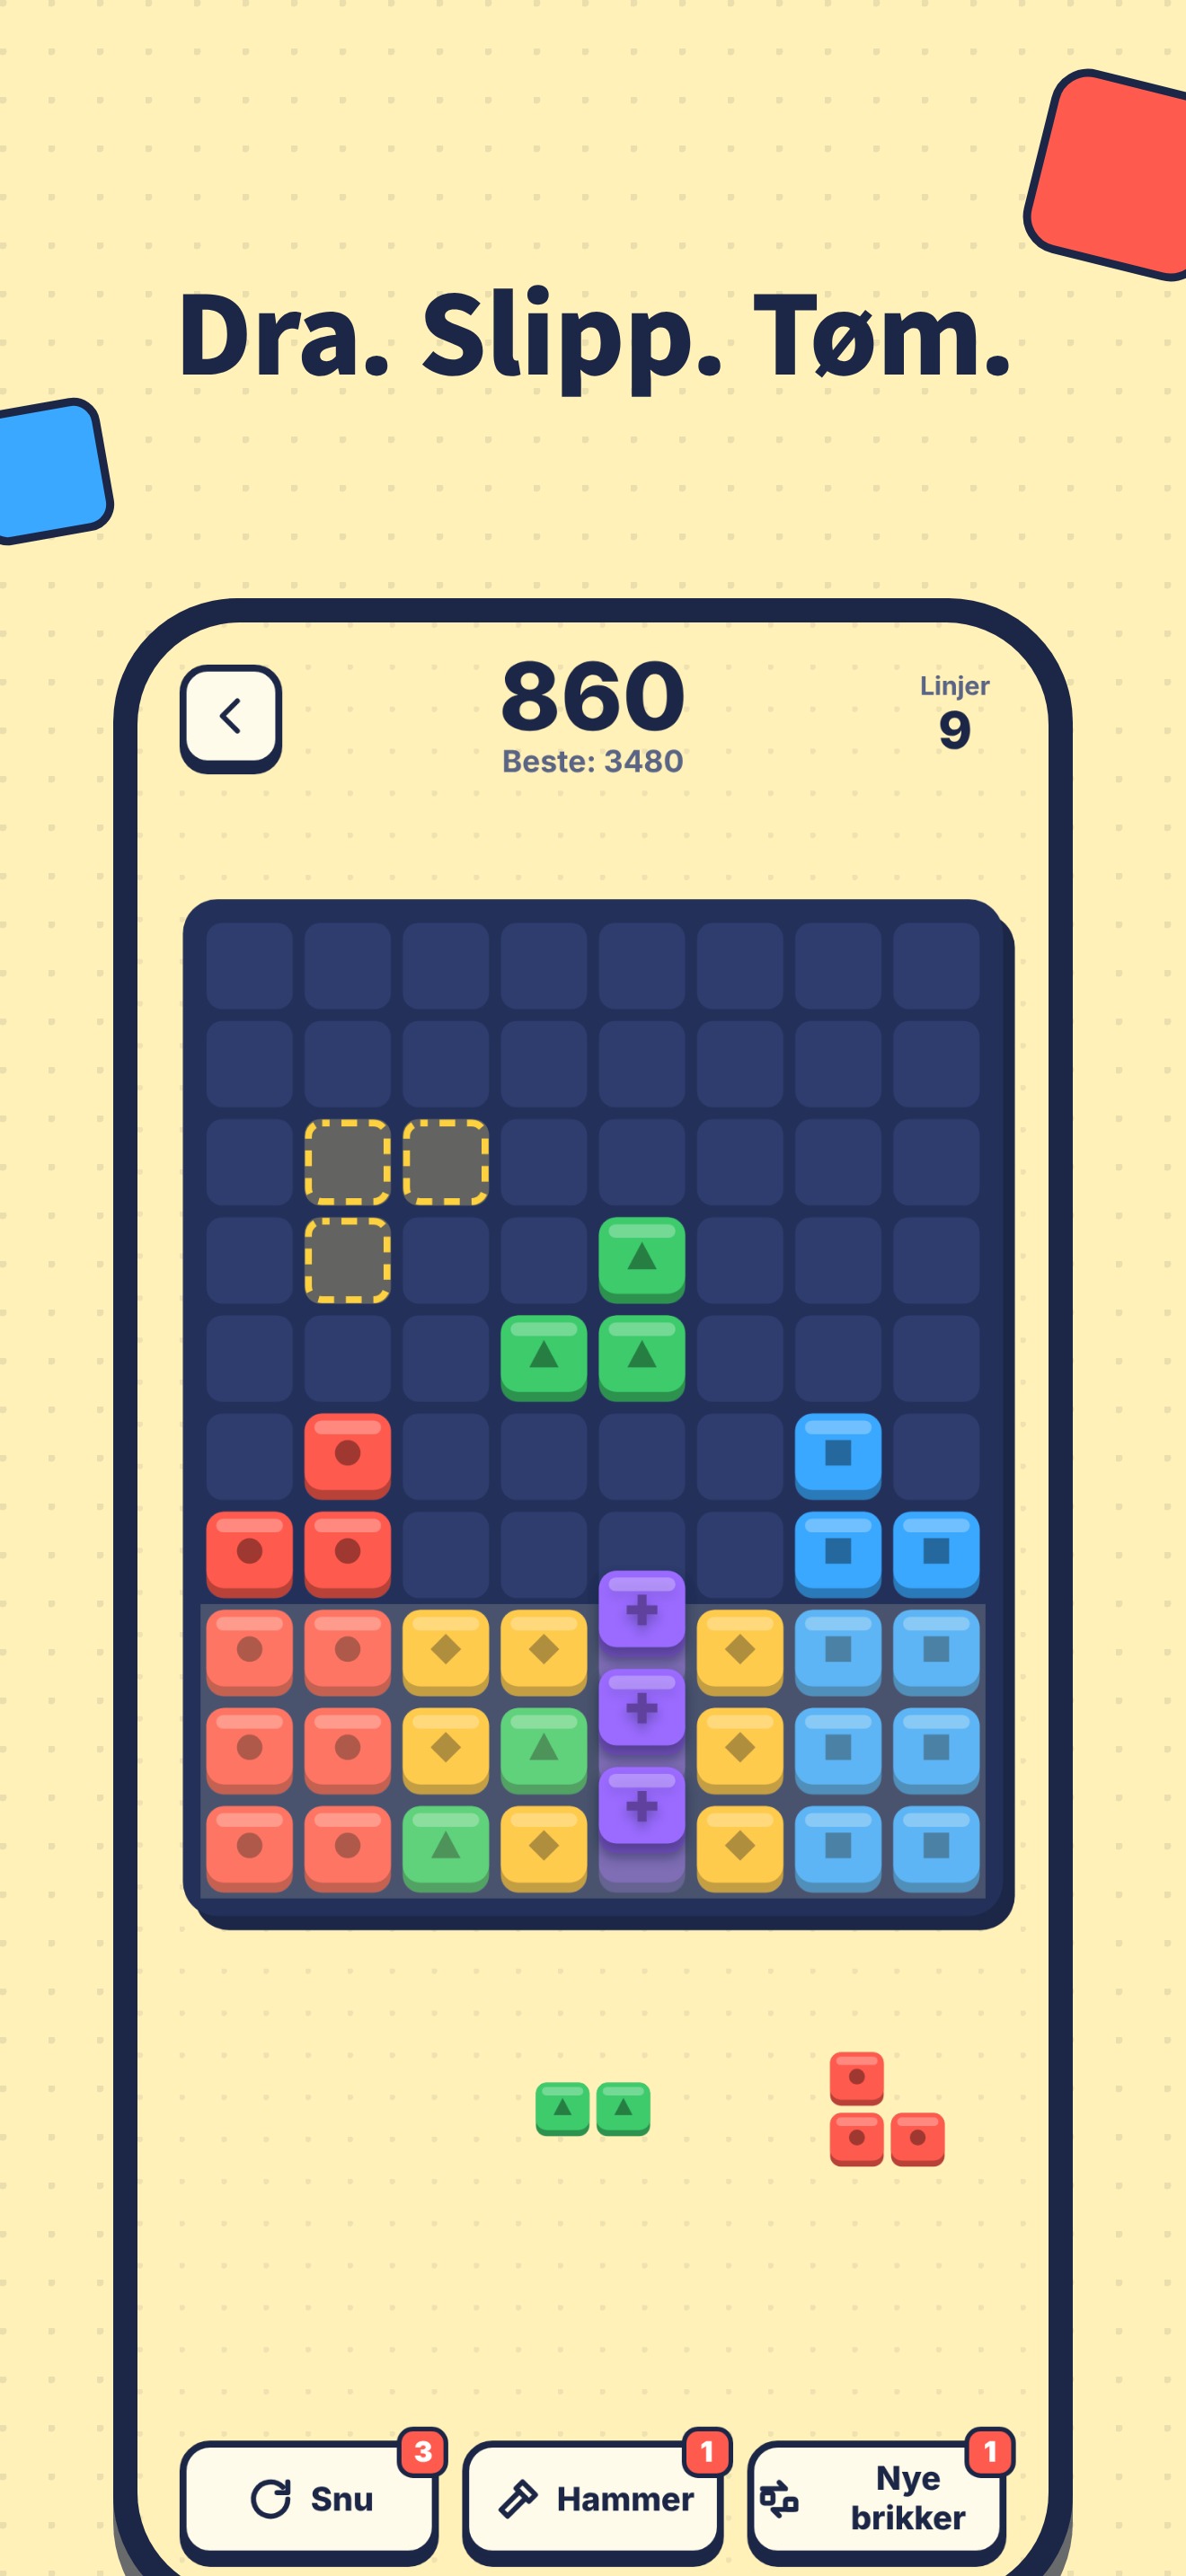 Dra. Slipp. Tøm.
860
Beste: 3480
Linjer
9
3
Snu
1
Hammer
1
Nye
brikker